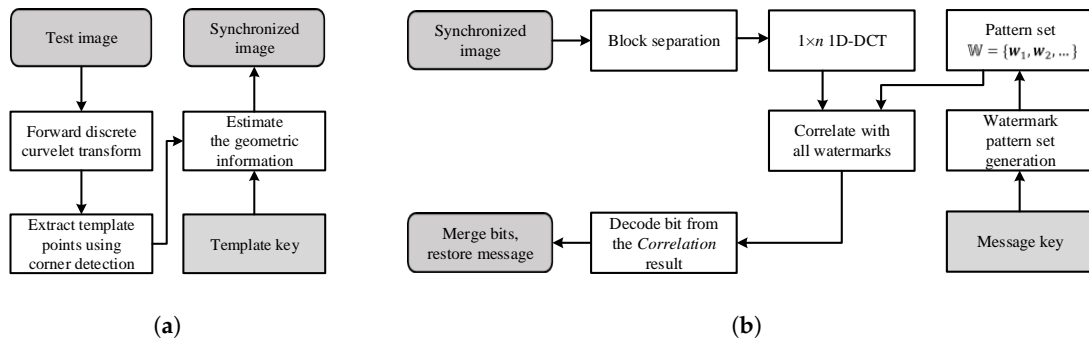 Test image
Synchronized
image
Forward discrete
curvelet transform
Estimate
the geometric
information
Extract template
points using
corner detection
Template key
(a)
Synchronized
image
Block separation
1×n 1D-DCT
Pattern set
𝕎 = {w₁, w₂, ...}
Correlate with
all watermarks
Watermark
pattern set
generation
Merge bits,
restore message
Decode bit from
the Correlation
result
Message key
(b)